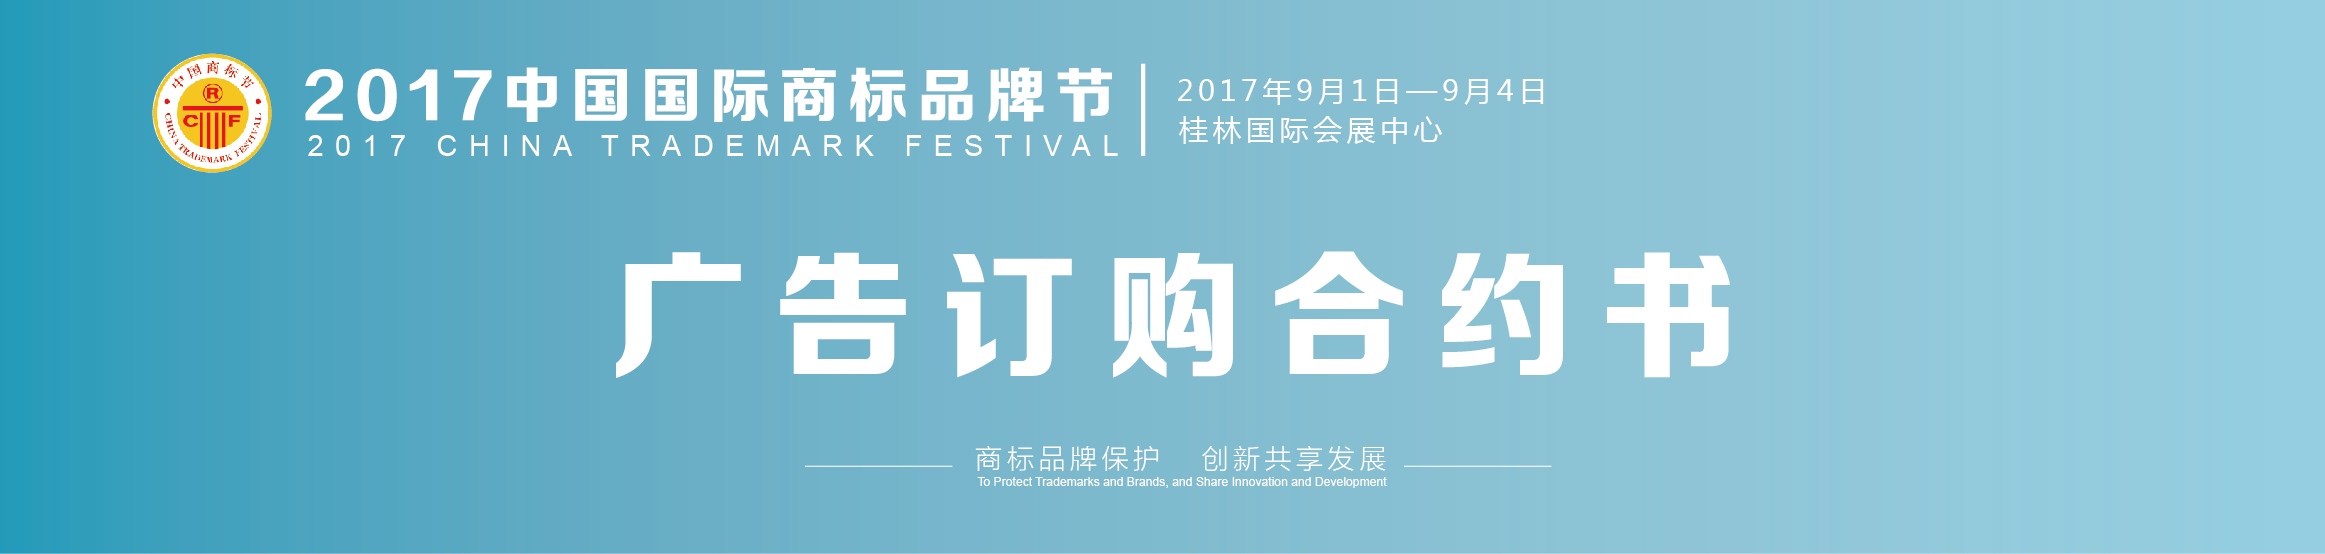 中国商标节
R
C F
CHINA TRADEMARK FESTIVAL
2017中国国际商标品牌节
2017 CHINA TRADEMARK FESTIVAL
2017年9月1日—9月4日
桂林国际会展中心
广告订购合约书
商标品牌保护 创新共享发展
To Protect Trademarks and Brands, and Share Innovation and Development